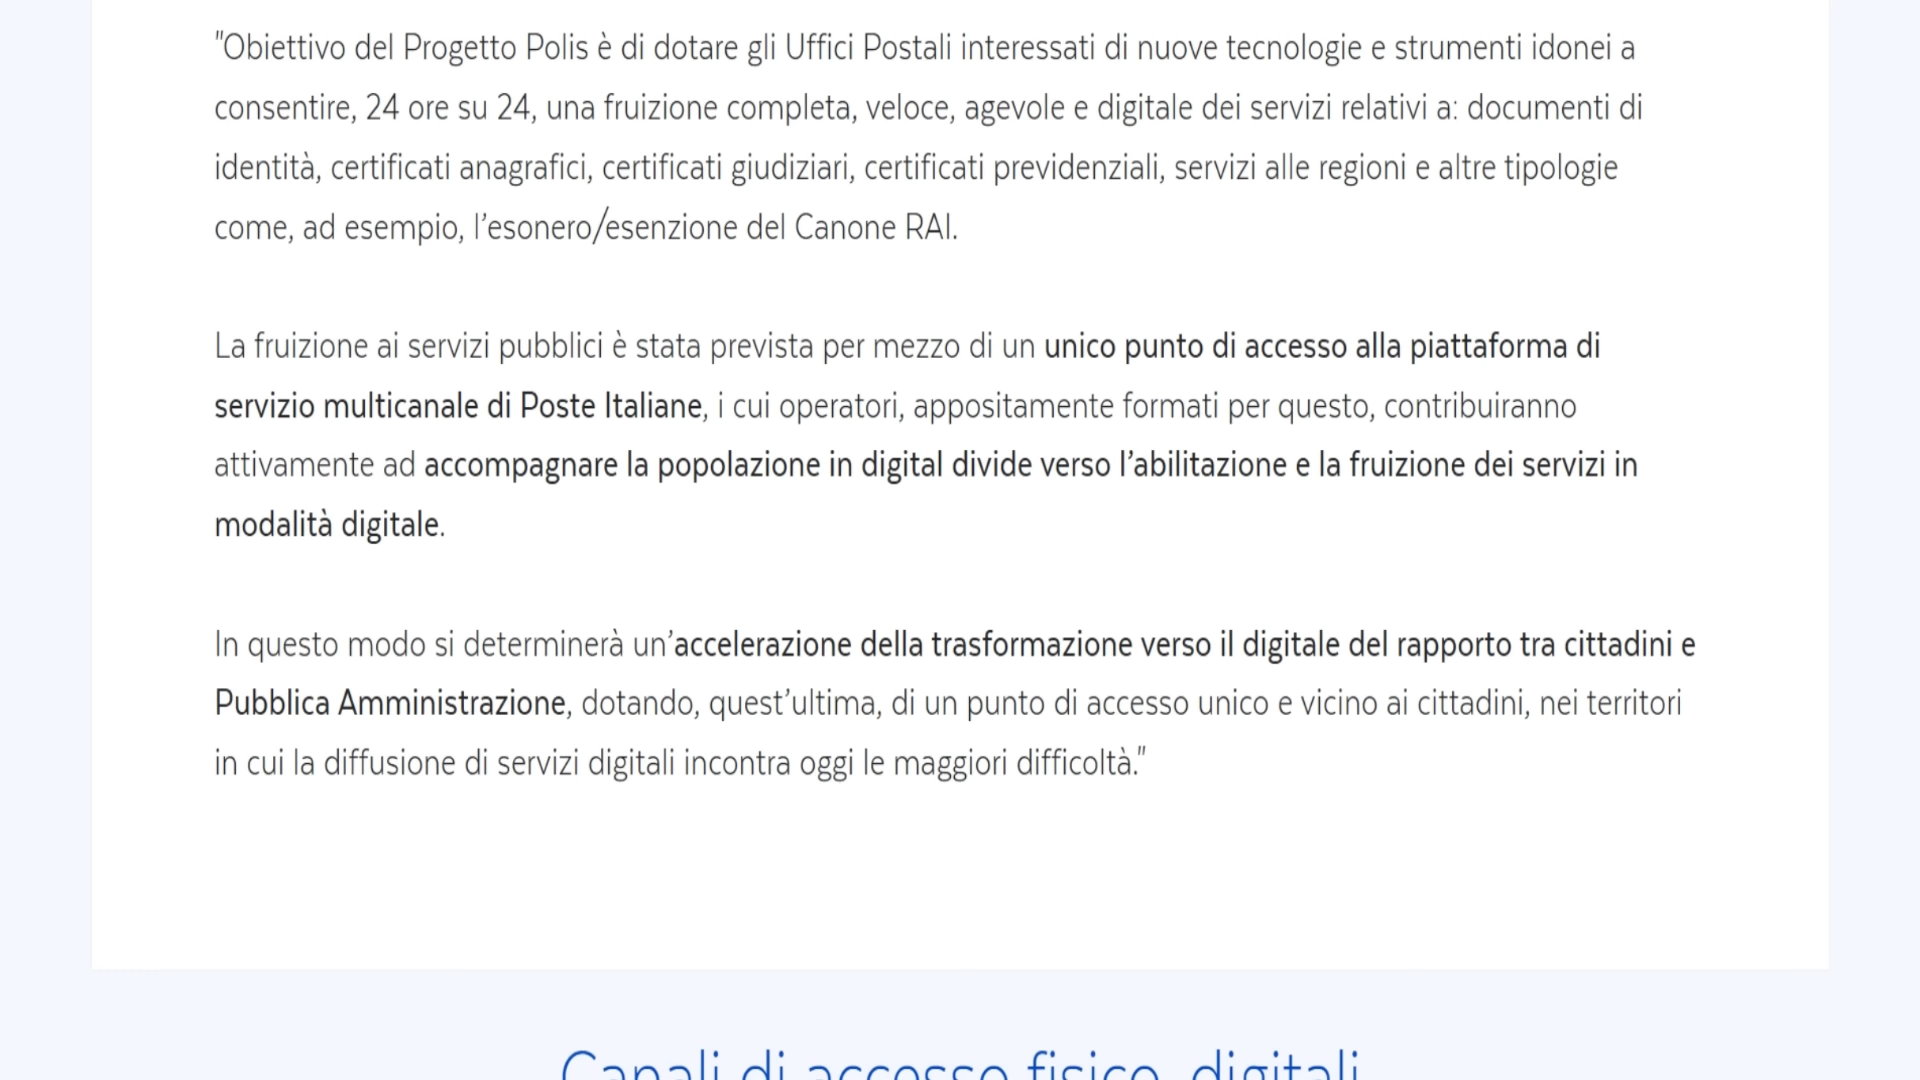 "Obiettivo del Progetto Polis è di dotare gli Uffici Postali interessati di nuove tecnologie e strumenti idonei a
consentire, 24 ore su 24, una fruizione completa, veloce, agevole e digitale dei servizi relativi a: documenti di
identità, certificati anagrafici, certificati giudiziari, certificati previdenziali, servizi alle regioni e altre tipologie
come, ad esempio, l’esonero/esenzione del Canone RAI.
La fruizione ai servizi pubblici è stata prevista per mezzo di un unico punto di accesso alla piattaforma di
servizio multicanale di Poste Italiane, i cui operatori, appositamente formati per questo, contribuiranno
attivamente ad accompagnare la popolazione in digital divide verso l’abilitazione e la fruizione dei servizi in
modalità digitale.
In questo modo si determinerà un’accelerazione della trasformazione verso il digitale del rapporto tra cittadini e
Pubblica Amministrazione, dotando, quest’ultima, di un punto di accesso unico e vicino ai cittadini, nei territori
in cui la diffusione di servizi digitali incontra oggi le maggiori difficoltà."
Canali di accesso fisico, digitali